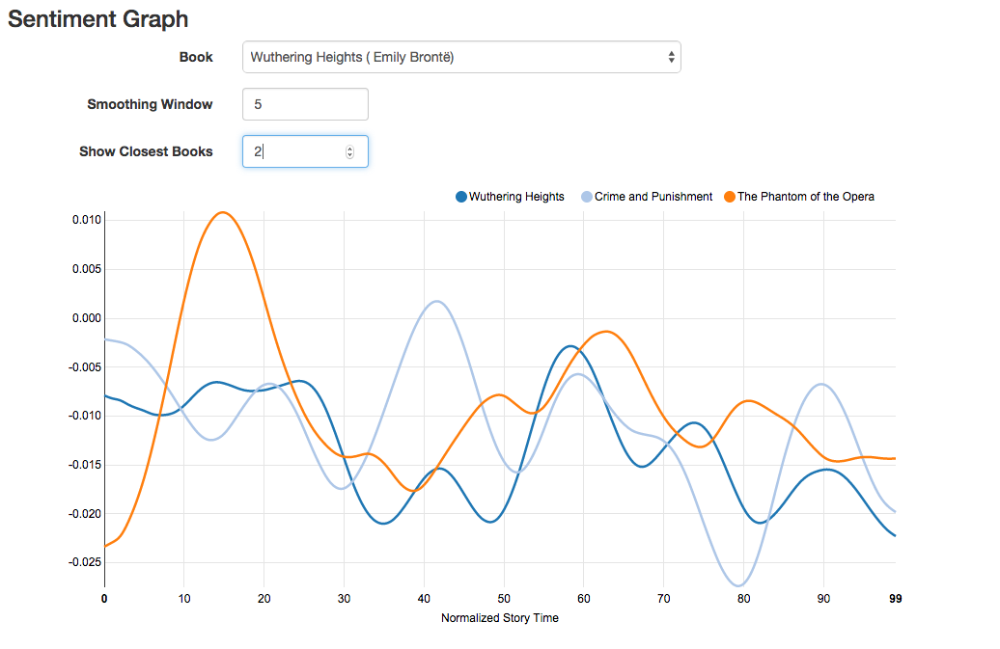 Sentiment Graph
Book Wuthering Heights ( Emily Brontë)
Smoothing Window 5
Show Closest Books 2
Wuthering Heights Crime and Punishment The Phantom of the Opera
0.010
0.005
0.000
-0.005
-0.010
-0.015
-0.020
-0.025
0 10 20 30 40 50 60 70 80 90 99
Normalized Story Time